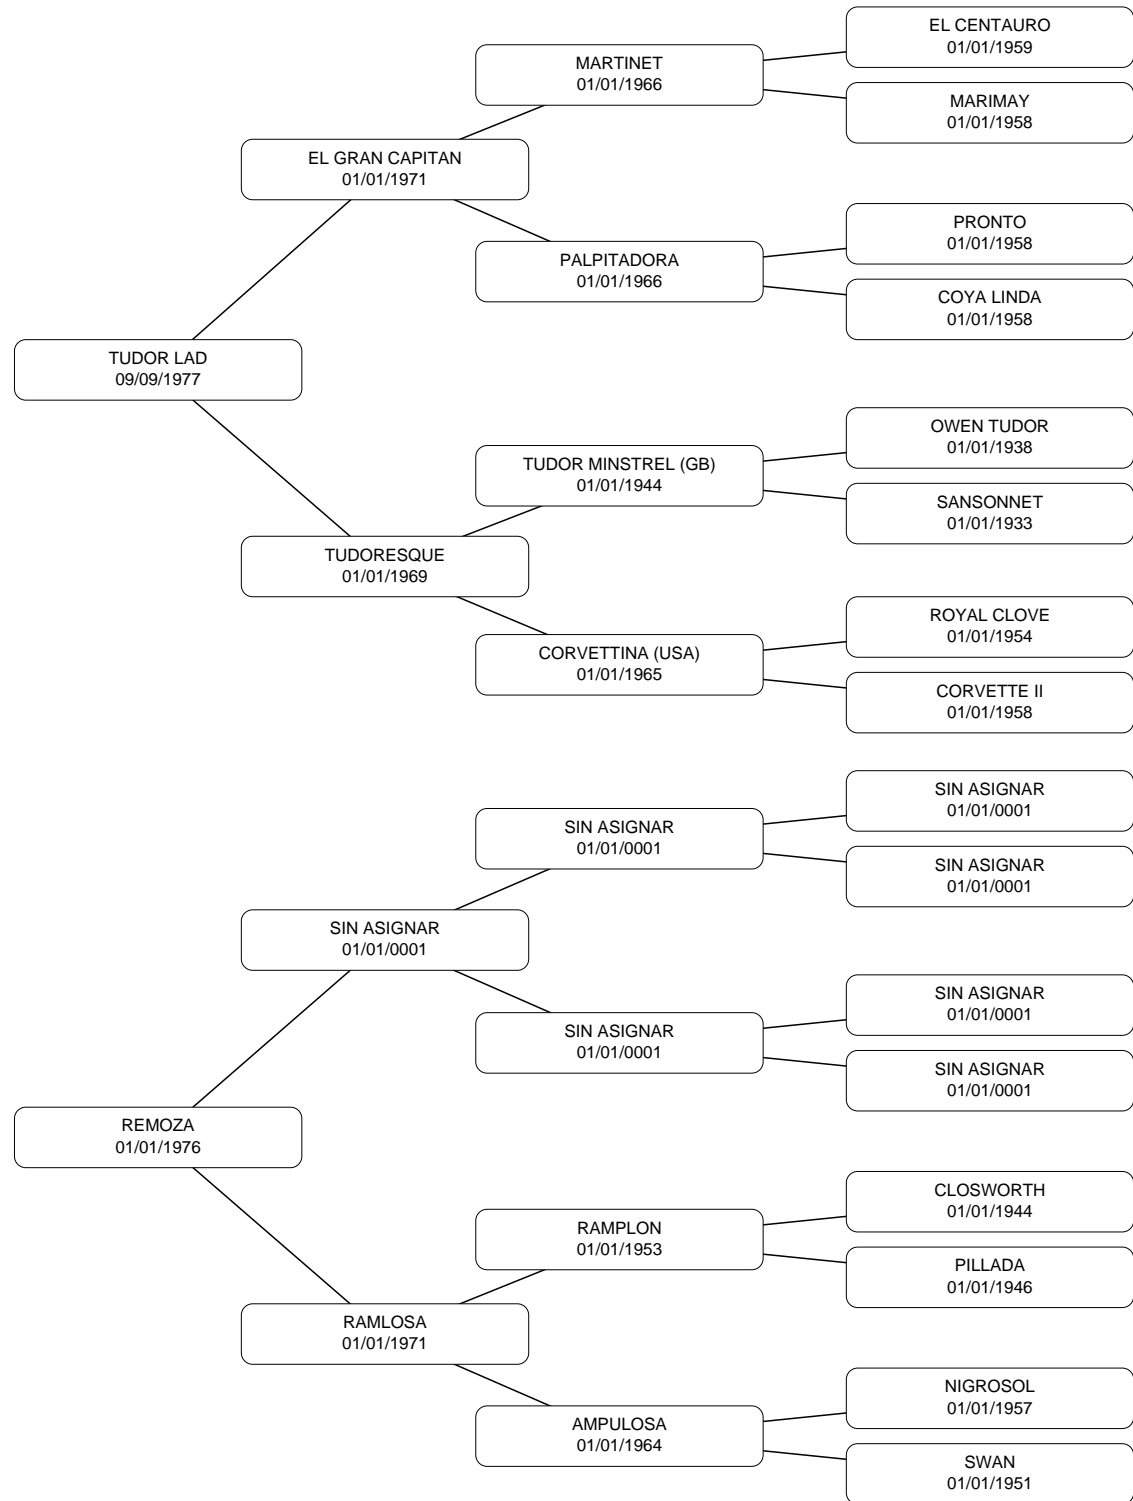 EL CENTAURO
01/01/1959
MARTINET
01/01/1966
MARIMAY
01/01/1958
EL GRAN CAPITAN
01/01/1971
PRONTO
01/01/1958
PALPITADORA
01/01/1966
COYA LINDA
01/01/1958
TUDOR LAD
09/09/1977
OWEN TUDOR
01/01/1938
TUDOR MINSTREL (GB)
01/01/1944
SANSONNET
01/01/1933
TUDORESQUE
01/01/1969
ROYAL CLOVE
01/01/1954
CORVETTINA (USA)
01/01/1965
CORVETTE II
01/01/1958
SIN ASIGNAR
01/01/0001
SIN ASIGNAR
01/01/0001
SIN ASIGNAR
01/01/0001
SIN ASIGNAR
01/01/0001
SIN ASIGNAR
01/01/0001
SIN ASIGNAR
01/01/0001
SIN ASIGNAR
01/01/0001
REMOZA
01/01/1976
CLOSWORTH
01/01/1944
RAMPLON
01/01/1953
PILLADA
01/01/1946
RAMLOSA
01/01/1971
NIGROSOL
01/01/1957
AMPULOSA
01/01/1964
SWAN
01/01/1951